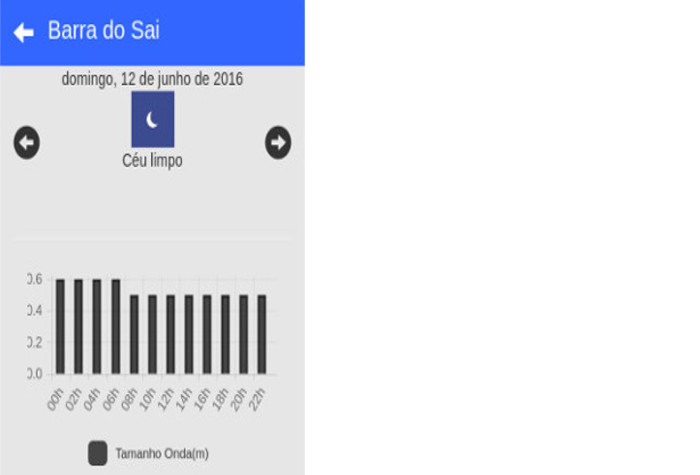 Barra do Sai
domingo, 12 de junho de 2016
Céu limpo
0.6
0.4
0.2
0.0
00h 02h 04h 06h 08h 10h 12h 14h 16h 18h 20h 22h
Tamanho Onda(m)